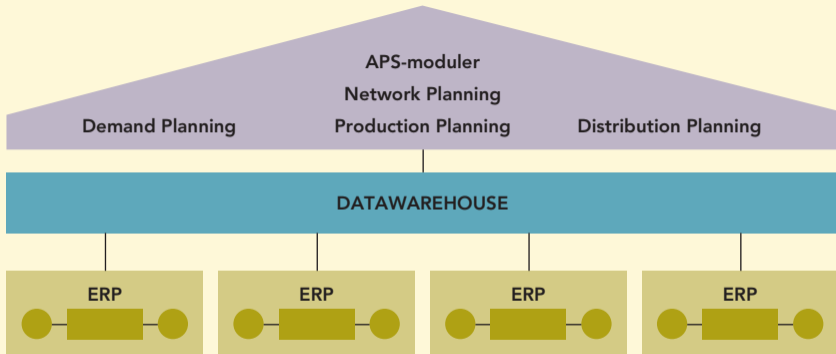 APS-moduler
Network Planning
Demand Planning Production Planning Distribution Planning
DATAWAREHOUSE
ERP ERP ERP ERP